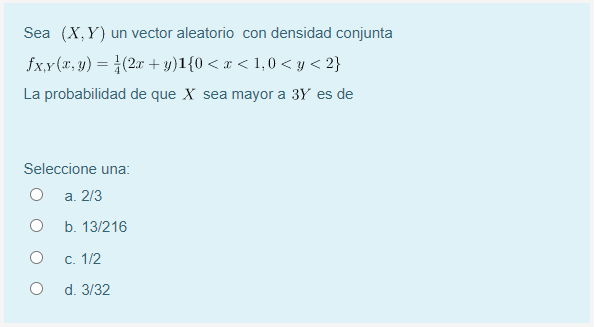 Sea (X,Y) un vector aleatorio con densidad conjunta
f_{X,Y}(x, y) = \frac{1}{4}(2x + y)1{0 < x < 1, 0 < y < 2}
La probabilidad de que X sea mayor a 3Y es de
Seleccione una:
a. 2/3
b. 13/216
c. 1/2
d. 3/32